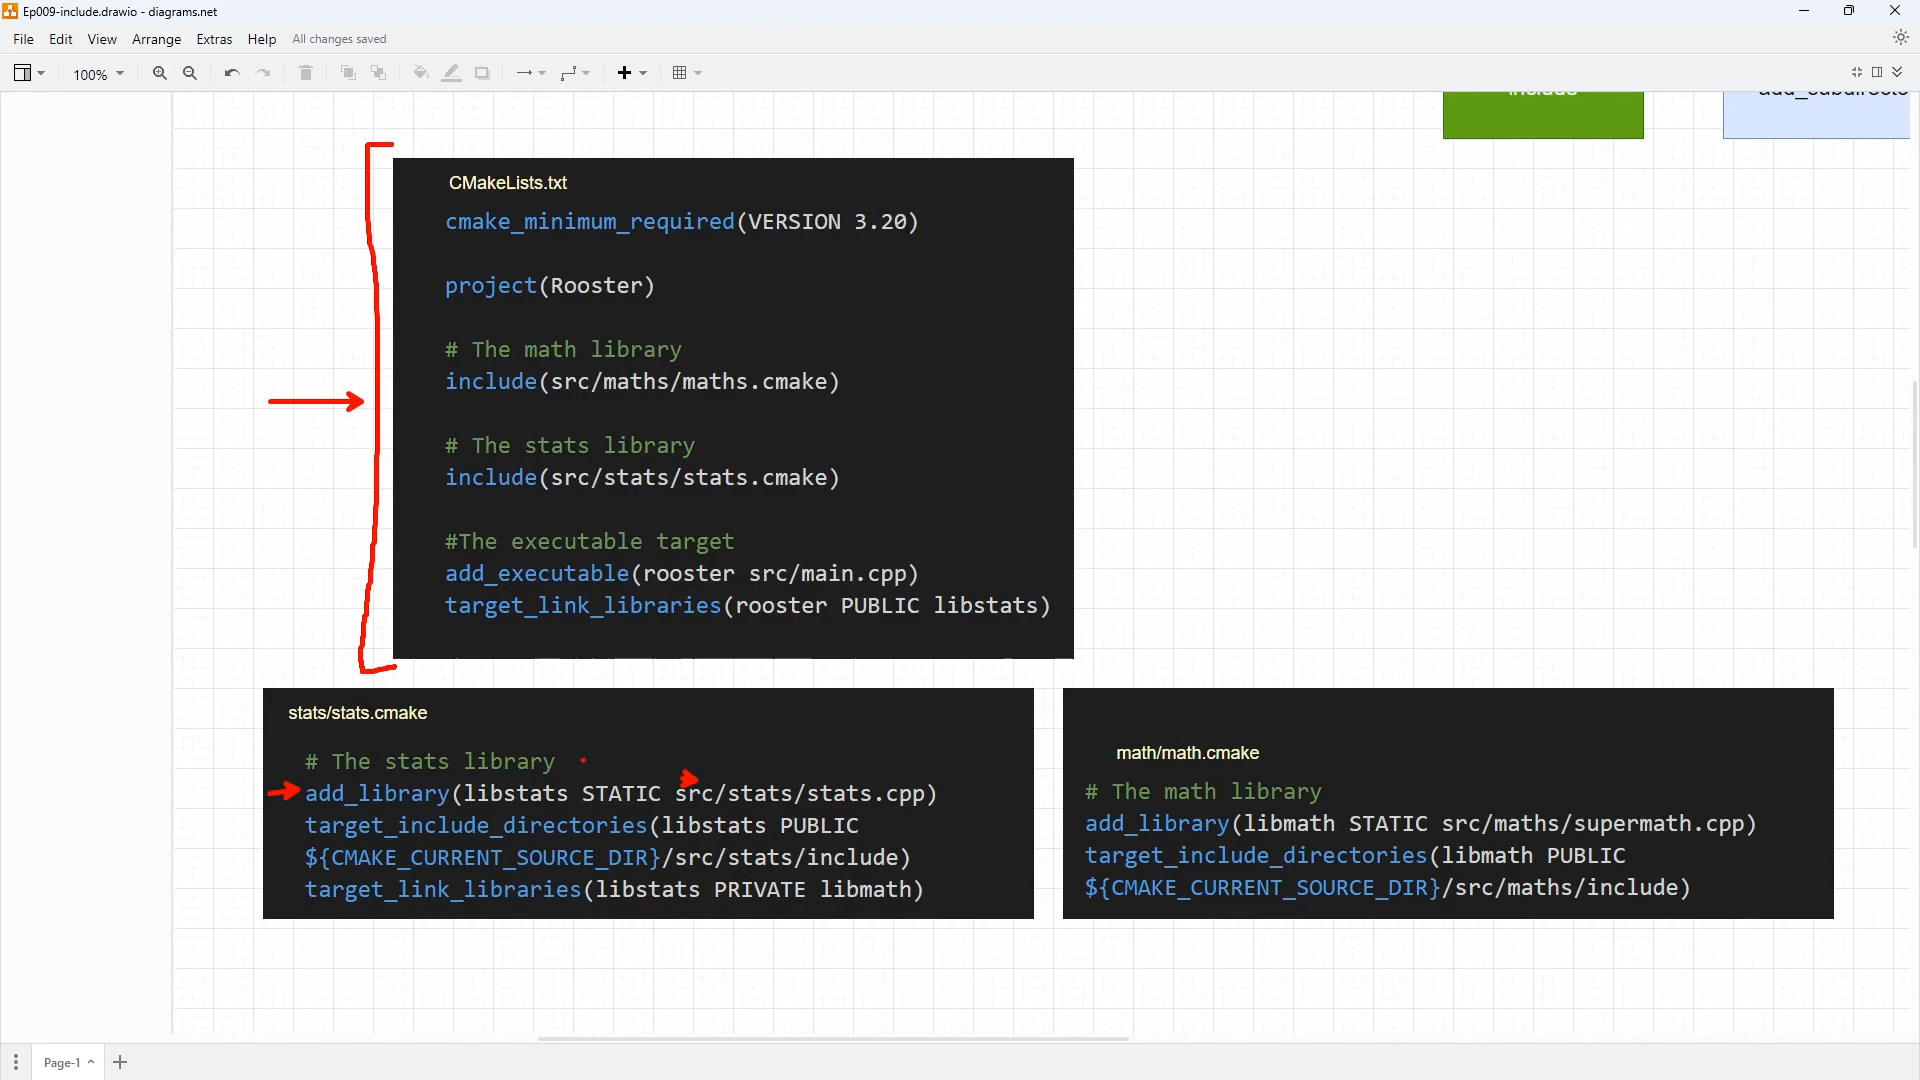 Ep009-include.drawio - diagrams.net
File Edit View Arrange Extras Help All changes saved
100%
include
add_subdirecto
CMakeLists.txt
cmake_minimum_required(VERSION 3.20)
project(Rooster)
# The math library
include(src/maths/maths.cmake)
# The stats library
include(src/stats/stats.cmake)
#The executable target
add_executable(rooster src/main.cpp)
target_link_libraries(rooster PUBLIC libstats)
stats/stats.cmake
# The stats library
add_library(libstats STATIC src/stats/stats.cpp)
target_include_directories(libstats PUBLIC
${CMAKE_CURRENT_SOURCE_DIR}/src/stats/include)
target_link_libraries(libstats PRIVATE libmath)
math/math.cmake
# The math library
add_library(libmath STATIC src/maths/supermath.cpp)
target_include_directories(libmath PUBLIC
${CMAKE_CURRENT_SOURCE_DIR}/src/maths/include)
Page-1